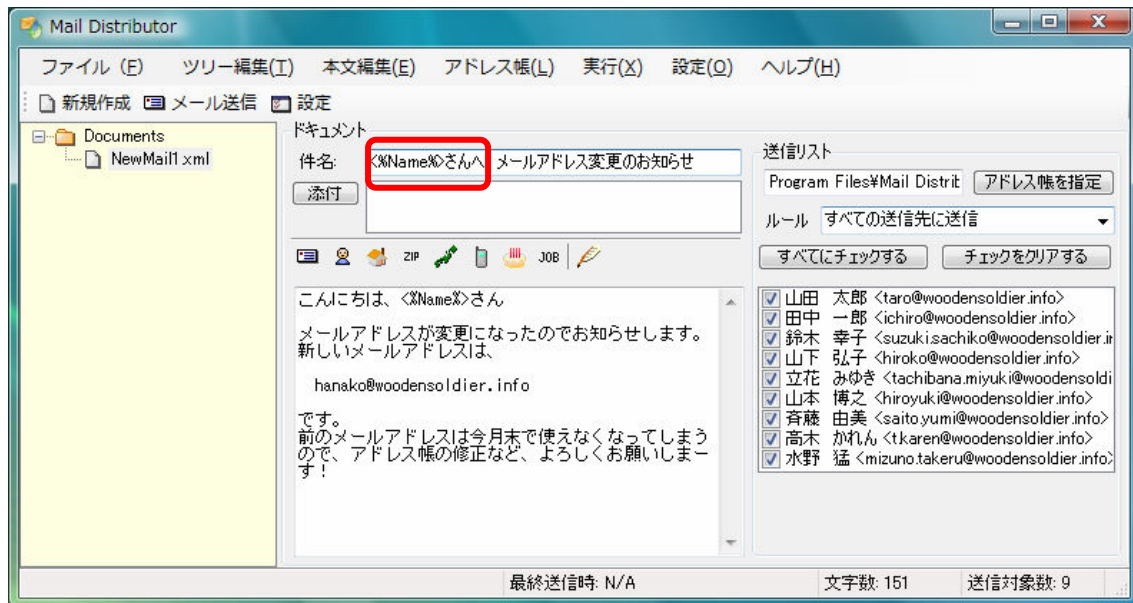 Mail Distributor
ファイル (F) ツリー編集(T) 本文編集(E) アドレス帳(L) 実行(X) 設定(O) ヘルプ(H)
新規作成 メール送信 設定
Documents
NewMail1.xml
ドキュメント
件名: <%Name%>さんへ メールアドレス変更のお知らせ
添付
ZIP JOB
こんにちは、<%Name%>さん
メールアドレスが変更になったのでお知らせします。
新しいメールアドレスは、
hanako@woodensoldier.info
です。
前のメールアドレスは今月末で使えなくなってしまう
ので、アドレス帳の修正など、よろしくお願いしまー
す!
送信リスト
Program Files¥Mail Distrit アドレス帳を指定
ルール すべての送信先に送信
すべてにチェックする チェックをクリアする
山田 太郎 <taro@woodensoldier.info>
田中 一郎 <ichiro@woodensoldier.info>
鈴木 幸子 <suzuki.sachiko@woodensoldier.ir
山下 弘子 <hiroko@woodensoldier.info>
立花 みゆき <tachibana.miyuki@woodensoldi
山本 博之 <hiroyuki@woodensoldier.info>
斉藤 由美 <saito.yumi@woodensoldier.info>
高木 かれん <t.karen@woodensoldier.info>
水野 猛 <mizuno.takeru@woodensoldier.info>
最終送信時: N/A 文字数: 151 送信対象数: 9